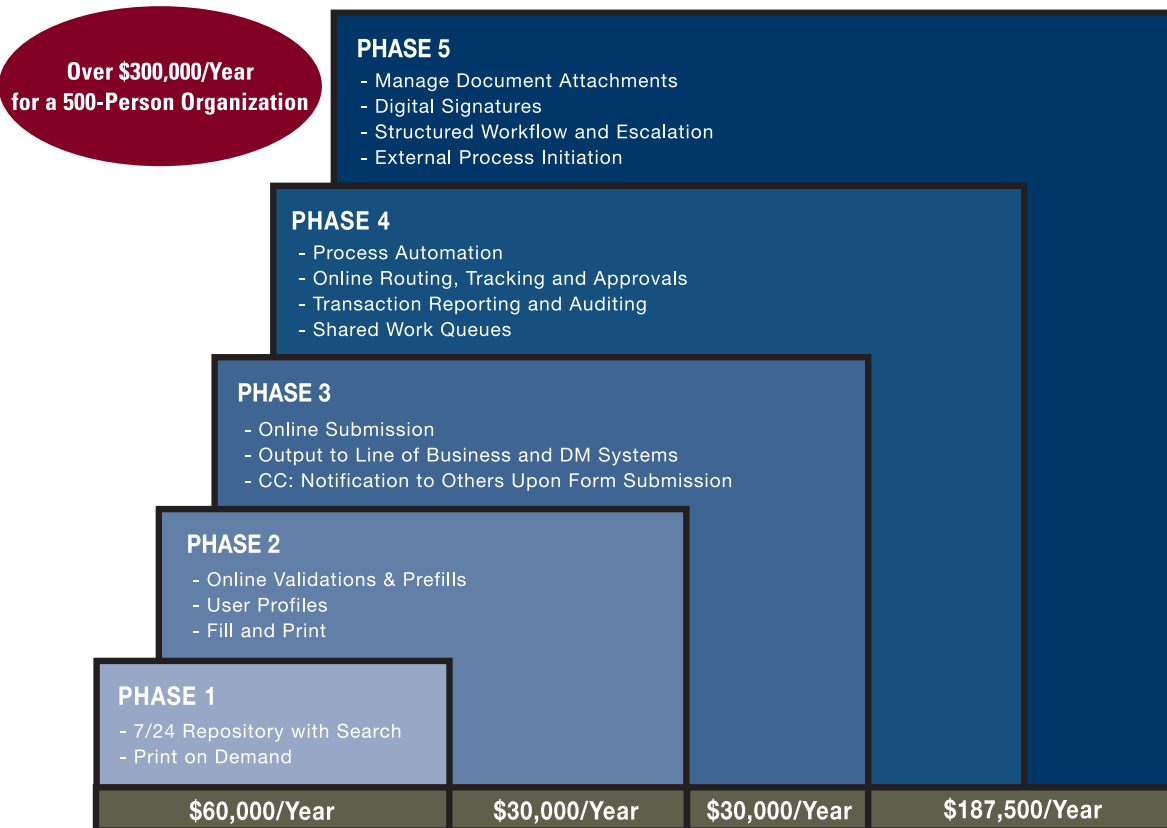 Over $300,000/Year
for a 500-Person Organization
PHASE 5
- Manage Document Attachments
- Digital Signatures
- Structured Workflow and Escalation
- External Process Initiation
PHASE 4
- Process Automation
- Online Routing, Tracking and Approvals
- Transaction Reporting and Auditing
- Shared Work Queues
PHASE 3
- Online Submission
- Output to Line of Business and DM Systems
- CC: Notification to Others Upon Form Submission
PHASE 2
- Online Validations & Prefills
- User Profiles
- Fill and Print
PHASE 1
- 7/24 Repository with Search
- Print on Demand
$60,000/Year
$30,000/Year
$30,000/Year
$187,500/Year